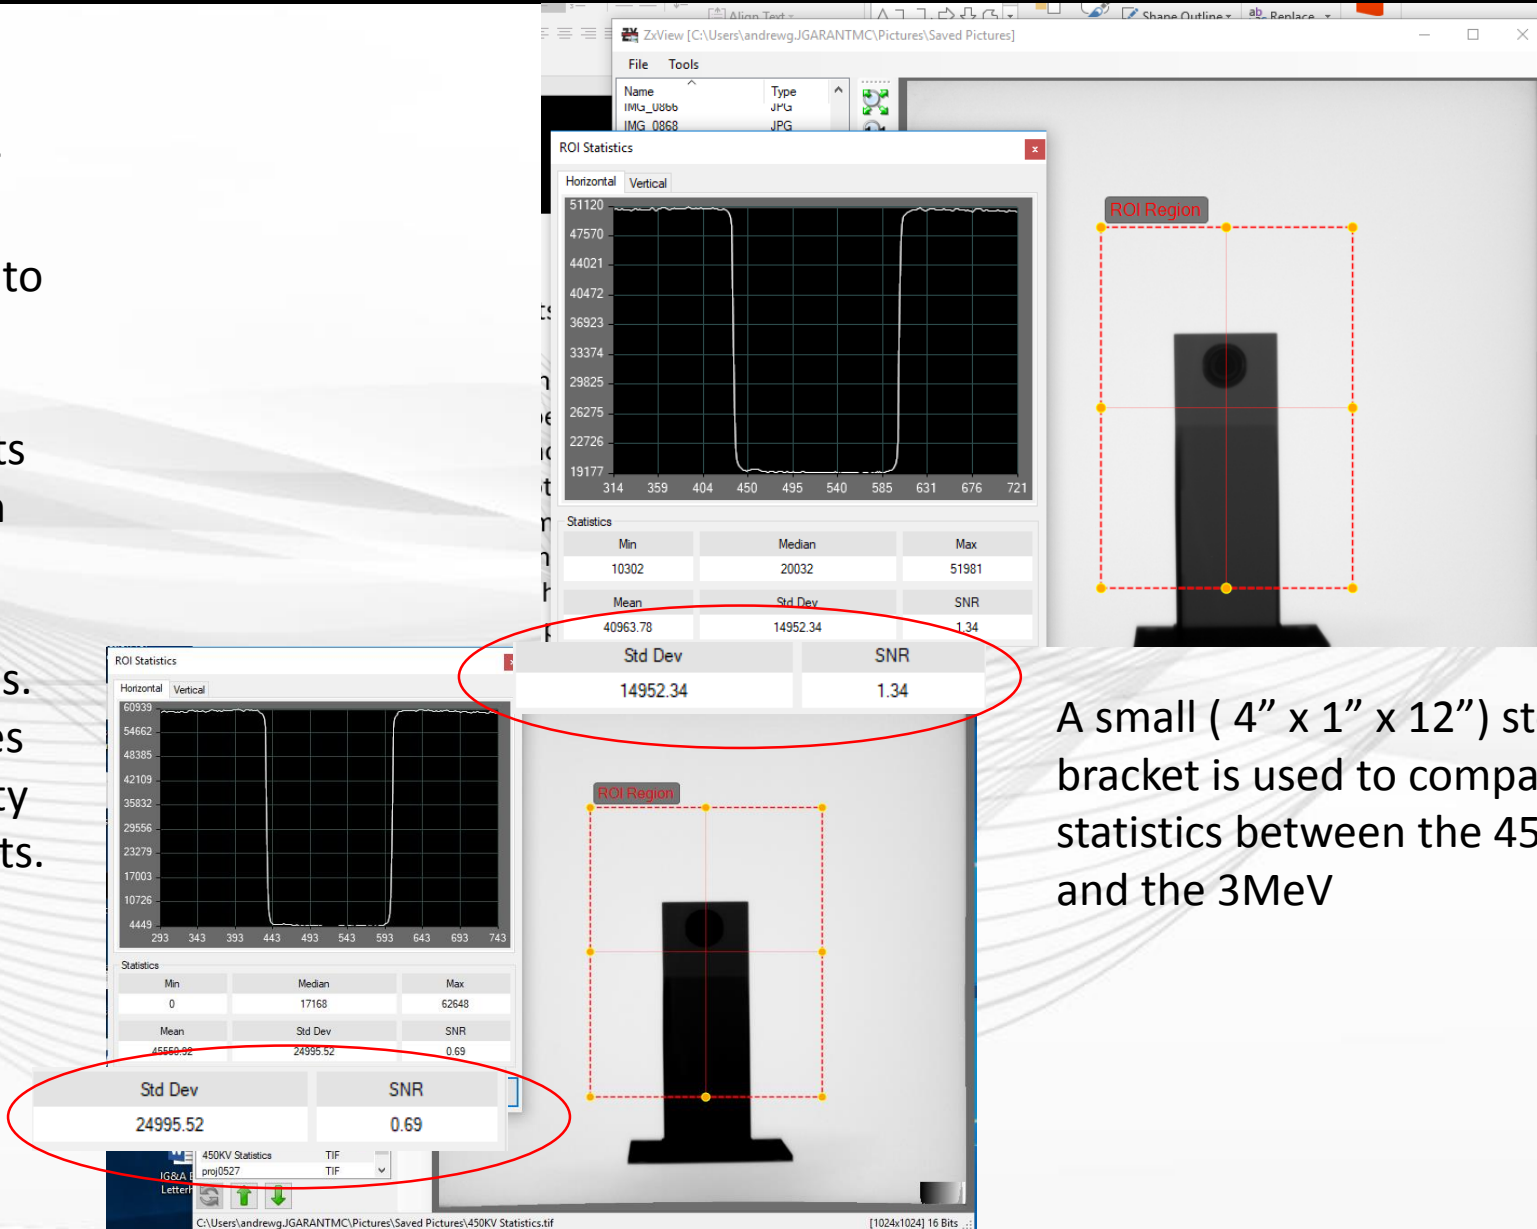 Align Text
Shape Outline
Replace
ZxView [C:\Users\andrewg.JGARANTMC\Pictures\Saved Pictures]
File Tools
Name Type
IMG_0866 JPG
IMG_0868 JPG
ROI Statistics
Horizontal Vertical
51120
47570
44021
40472
36923
33374
29825
26275
22726
19177
314 359 404 450 495 540 585 631 676 721
Statistics
Min Median Max
10302 20032 51981
Mean Std Dev SNR
40963.78 14952.34 1.34
ROI Region
Std Dev SNR
14952.34 1.34
to
ts
s.
es
ty
ts.
ROI Statistics
Horizontal Vertical
60939
54662
48385
42109
35832
29556
23279
17003
10726
4449
293 343 393 443 493 543 593 643 693 743
Statistics
Min Median Max
0 17168 62648
Mean Std Dev SNR
45559.92 24995.52 0.69
Std Dev SNR
24995.52 0.69
ROI Region
450KV Statistics TIF
proj0527 TIF
C:\Users\andrewg.JGARANTMC\Pictures\Saved Pictures\450KV Statistics.tif
[1024x1024] 16 Bits
A small ( 4” x 1” x 12”) st
bracket is used to compa
statistics between the 45
and the 3MeV